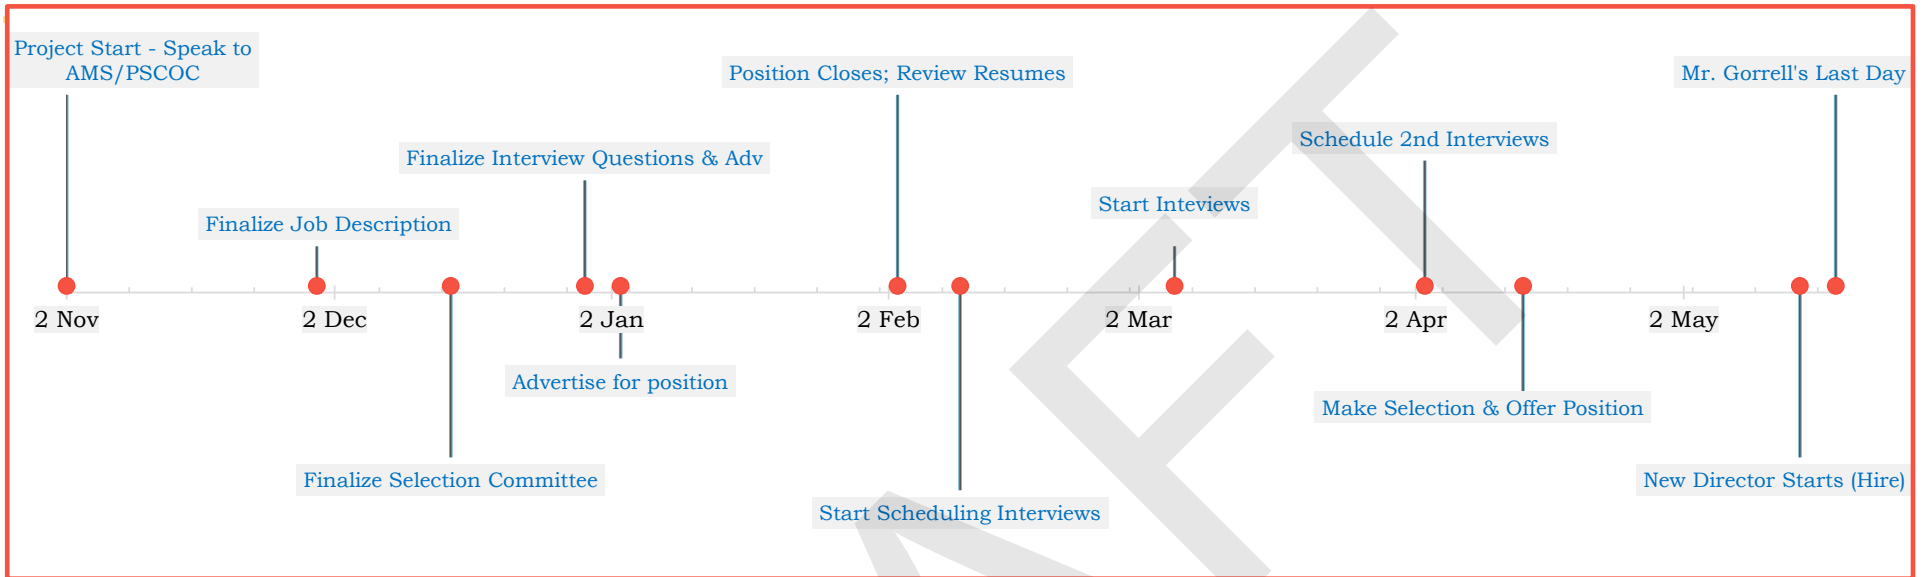 Project Start - Speak to
AMS/PSCOC
Position Closes; Review Resumes
Mr. Gorrell's Last Day
Schedule 2nd Interviews
Finalize Interview Questions & Adv
Start Inteviews
Finalize Job Description
2 Nov
2 Dec
2 Jan
2 Feb
2 Mar
2 Apr
2 May
Advertise for position
Make Selection & Offer Position
Finalize Selection Committee
New Director Starts (Hire)
Start Scheduling Interviews
AFT